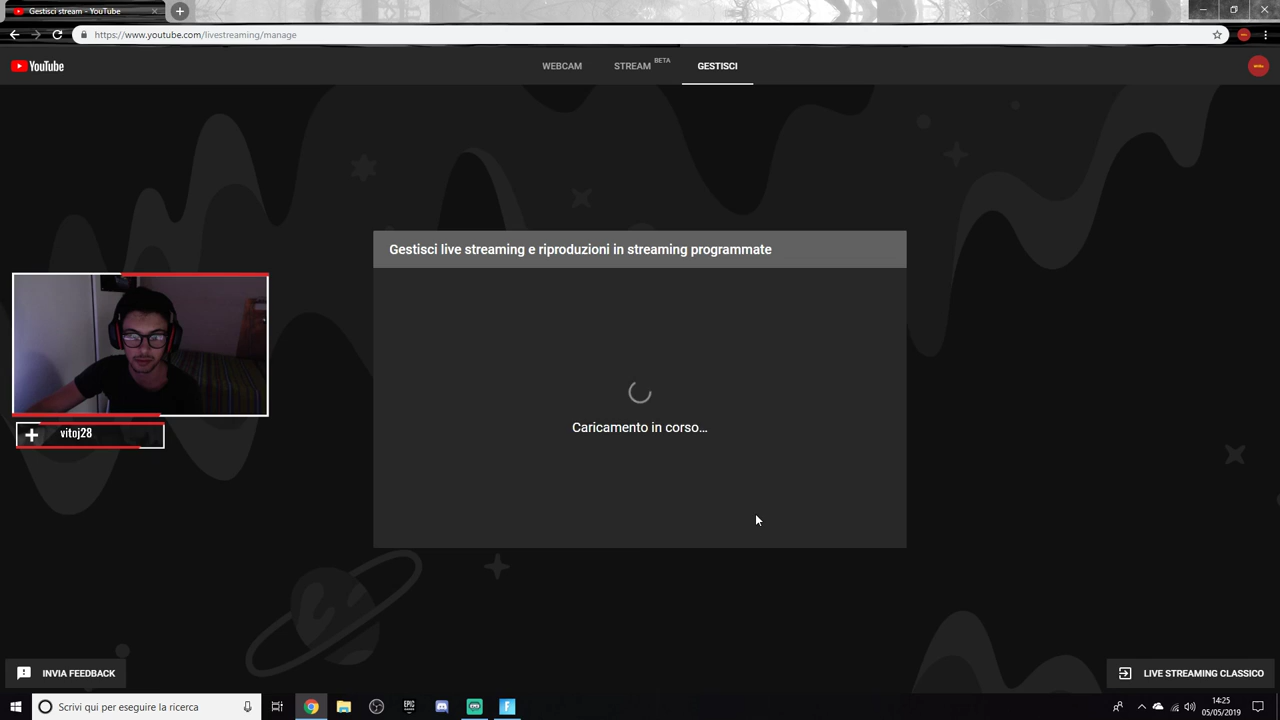 Gestisci stream - YouTube
https://www.youtube.com/livestreaming/manage
YouTube
WEBCAM
STREAM BETA
GESTISCI
Gestisci live streaming e riproduzioni in streaming programmate
Caricamento in corso...
vitoj28
INVIA FEEDBACK
LIVE STREAMING CLASSICO
Scrivi qui per eseguire la ricerca
EPIC
14:25
05/05/2019